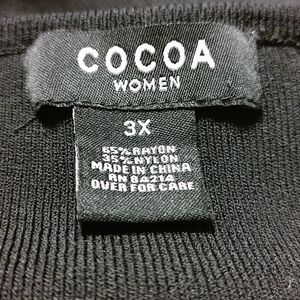 COCOA
WOMEN
3X
65% RAYON
35% NYLON
MADE IN CHINA
RN 84214
OVER FOR CARE